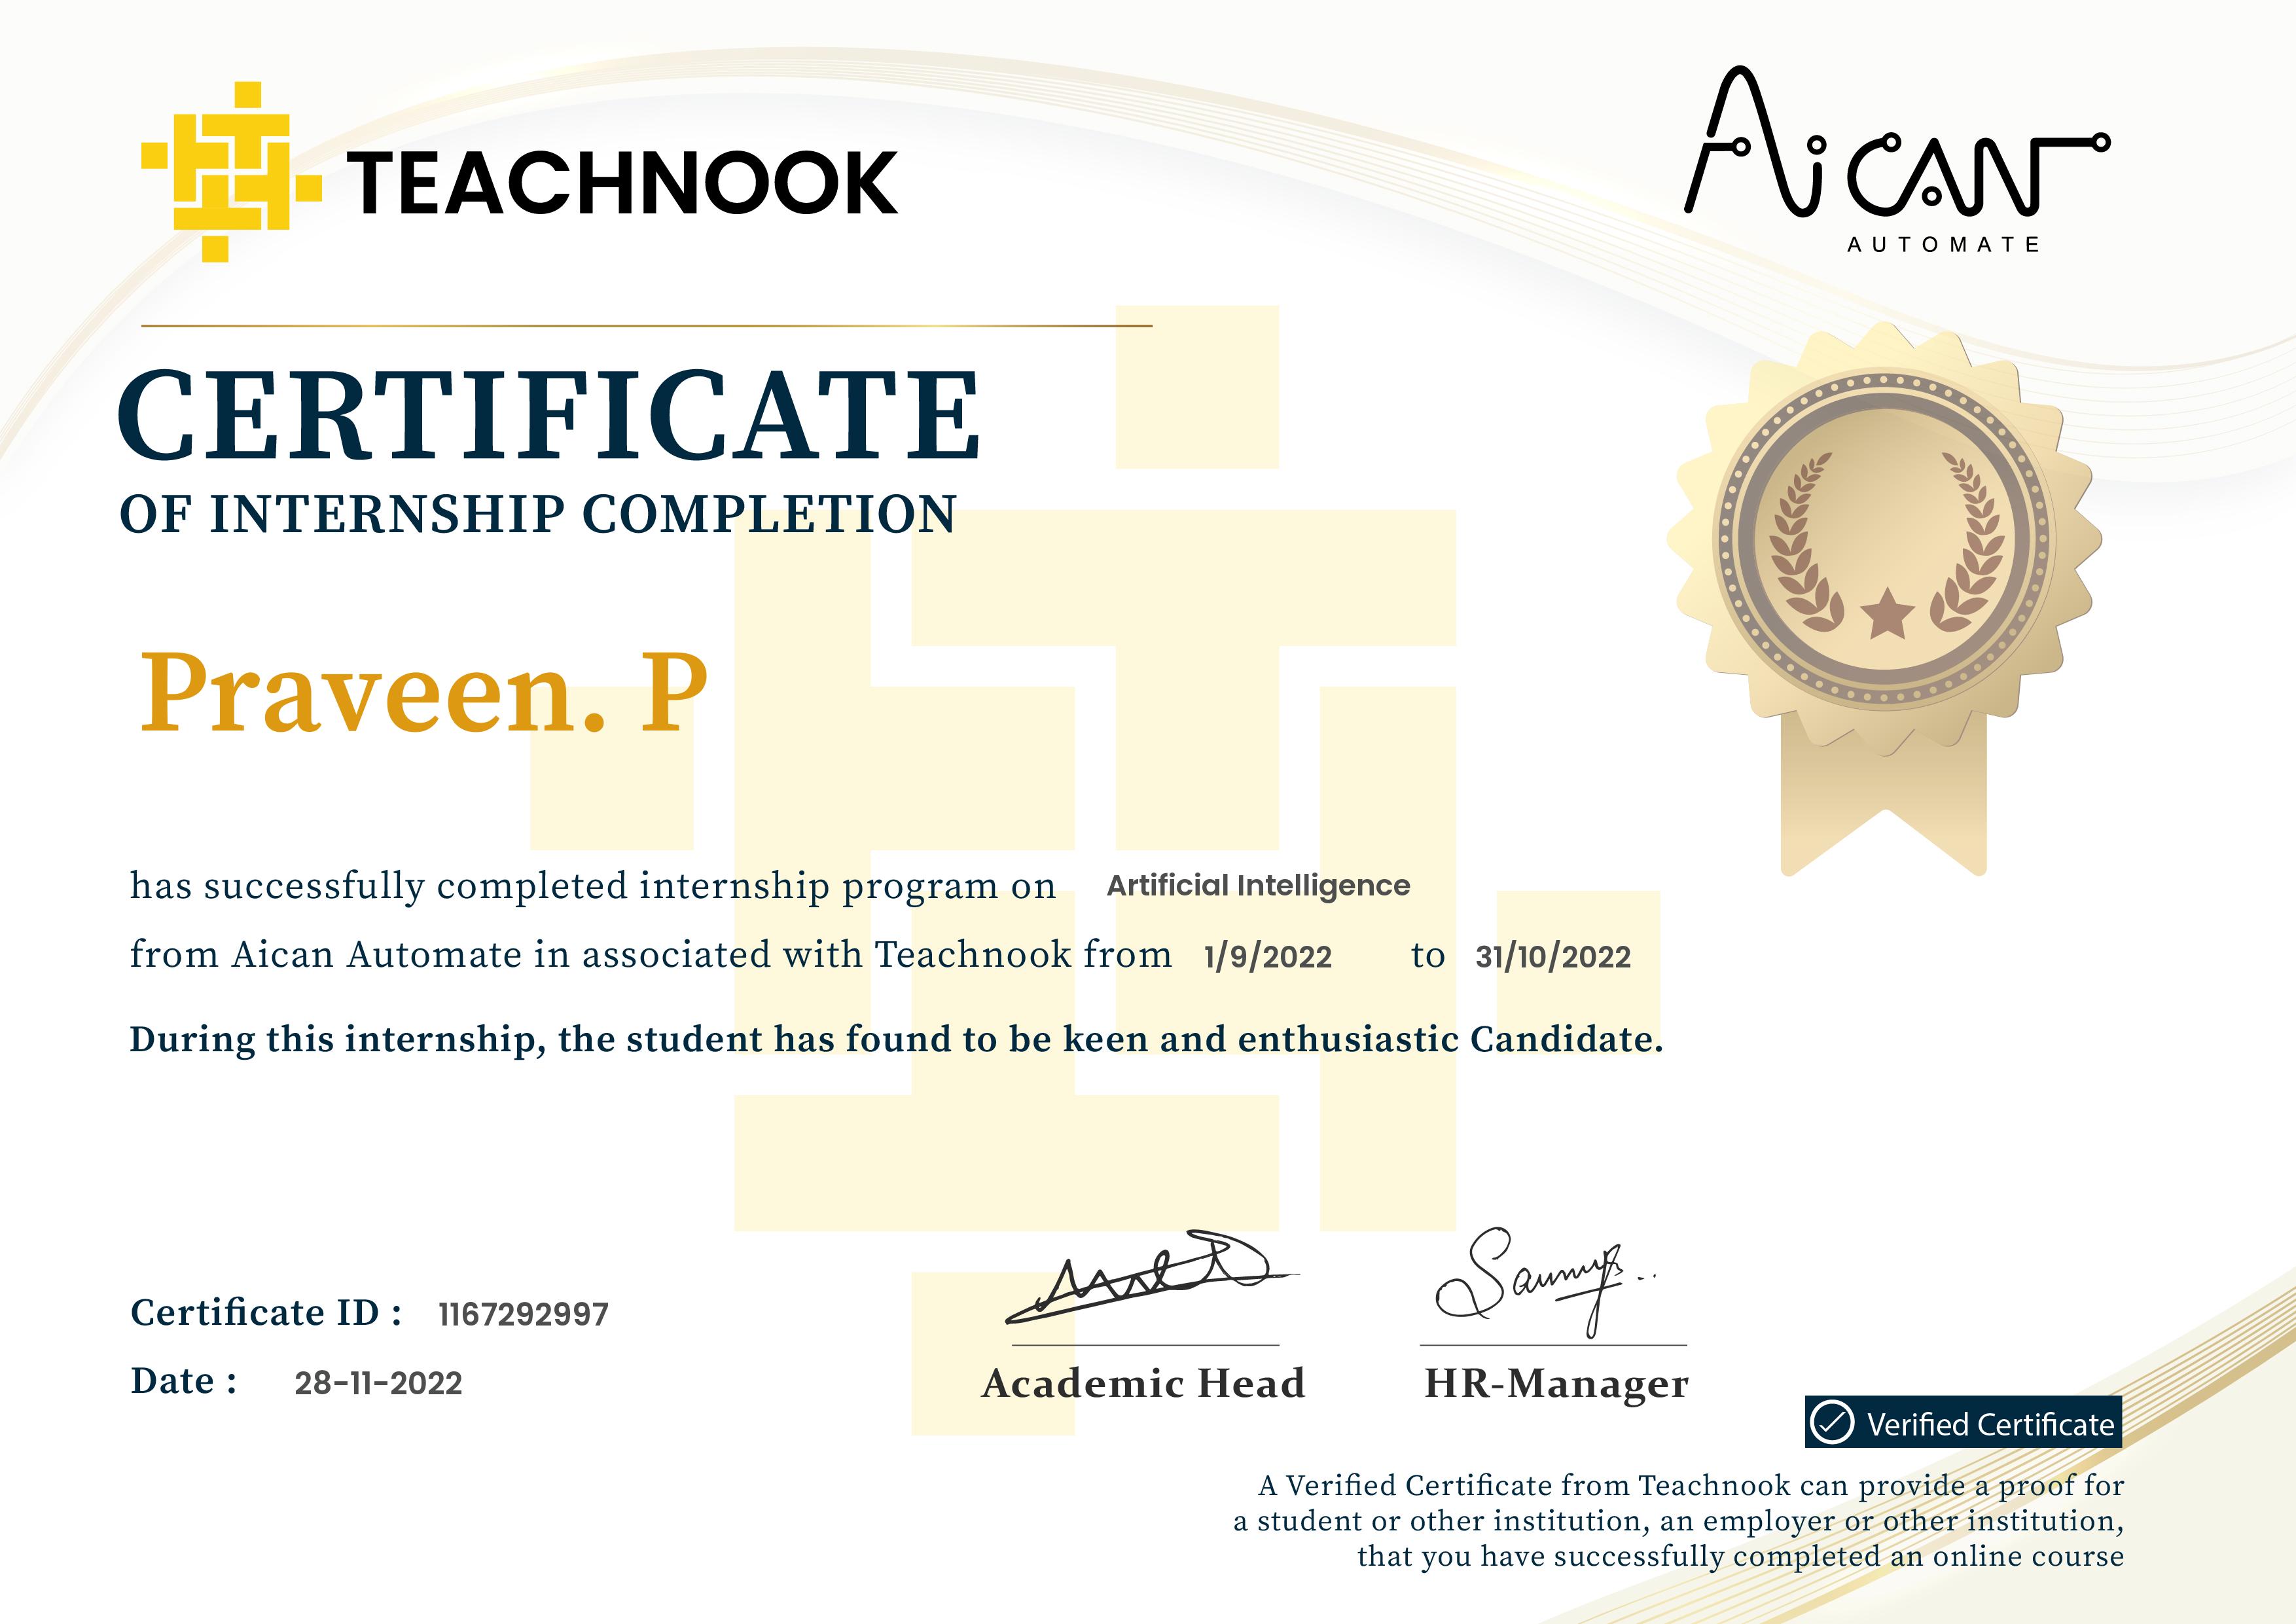 TEACHNOOK
AiCAN
AUTOMATE
CERTIFICATE
OF INTERNSHIP COMPLETION
Praveen. P
has successfully completed internship program on Artificial Intelligence
from Aican Automate in associated with Teachnook from 1/9/2022 to 31/10/2022
During this internship, the student has found to be keen and enthusiastic Candidate.
Certificate ID : 1167292997
Date : 28-11-2022
Academic Head
HR-Manager
Verified Certificate
A Verified Certificate from Teachnook can provide a proof for
a student or other institution, an employer or other institution,
that you have successfully completed an online course